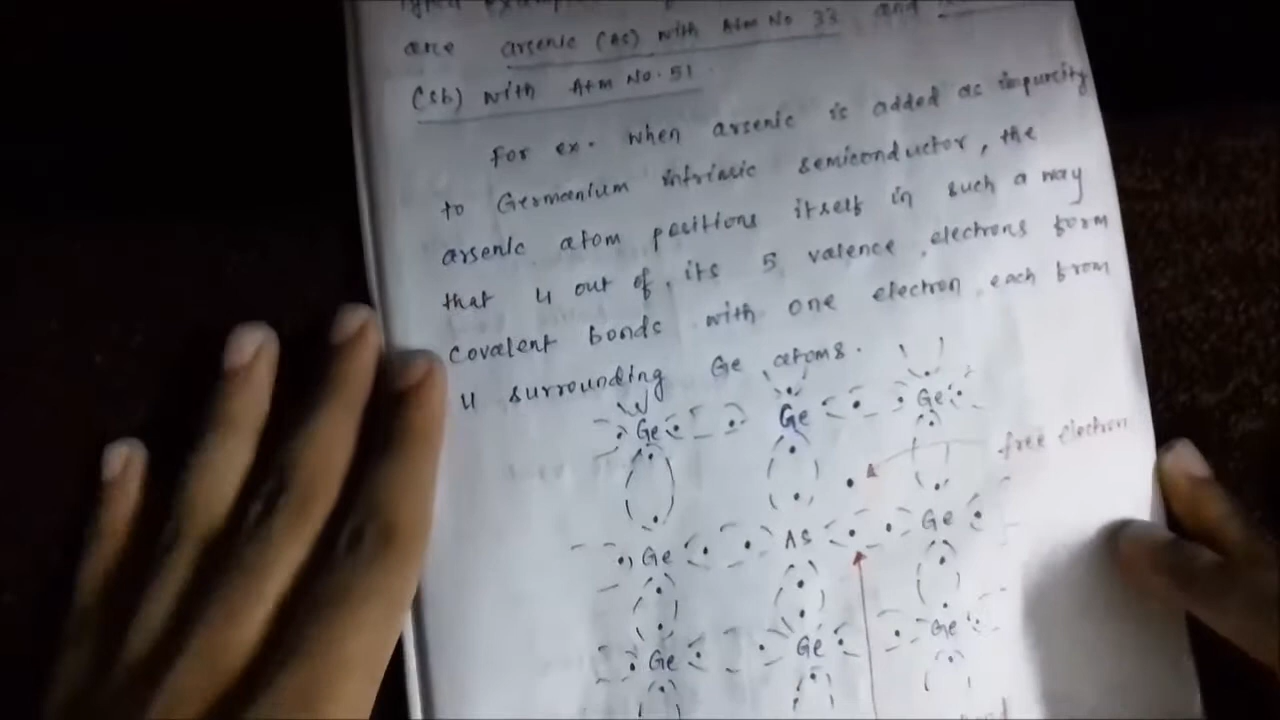 are arsenic (As) with Atm No 33 and
(Sb) with Atm No. 51
For ex. when arsenic is added as impurity
to Germanium intrinsic semiconductor, the
arsenic atom positions itself in such a way
that 4 out of its 5 valence electrons form
covalent bonds with one electron each from
4 surrounding Ge atoms.
Ge Ge Ge
free electron
Ge As Ge
Ge Ge Ge